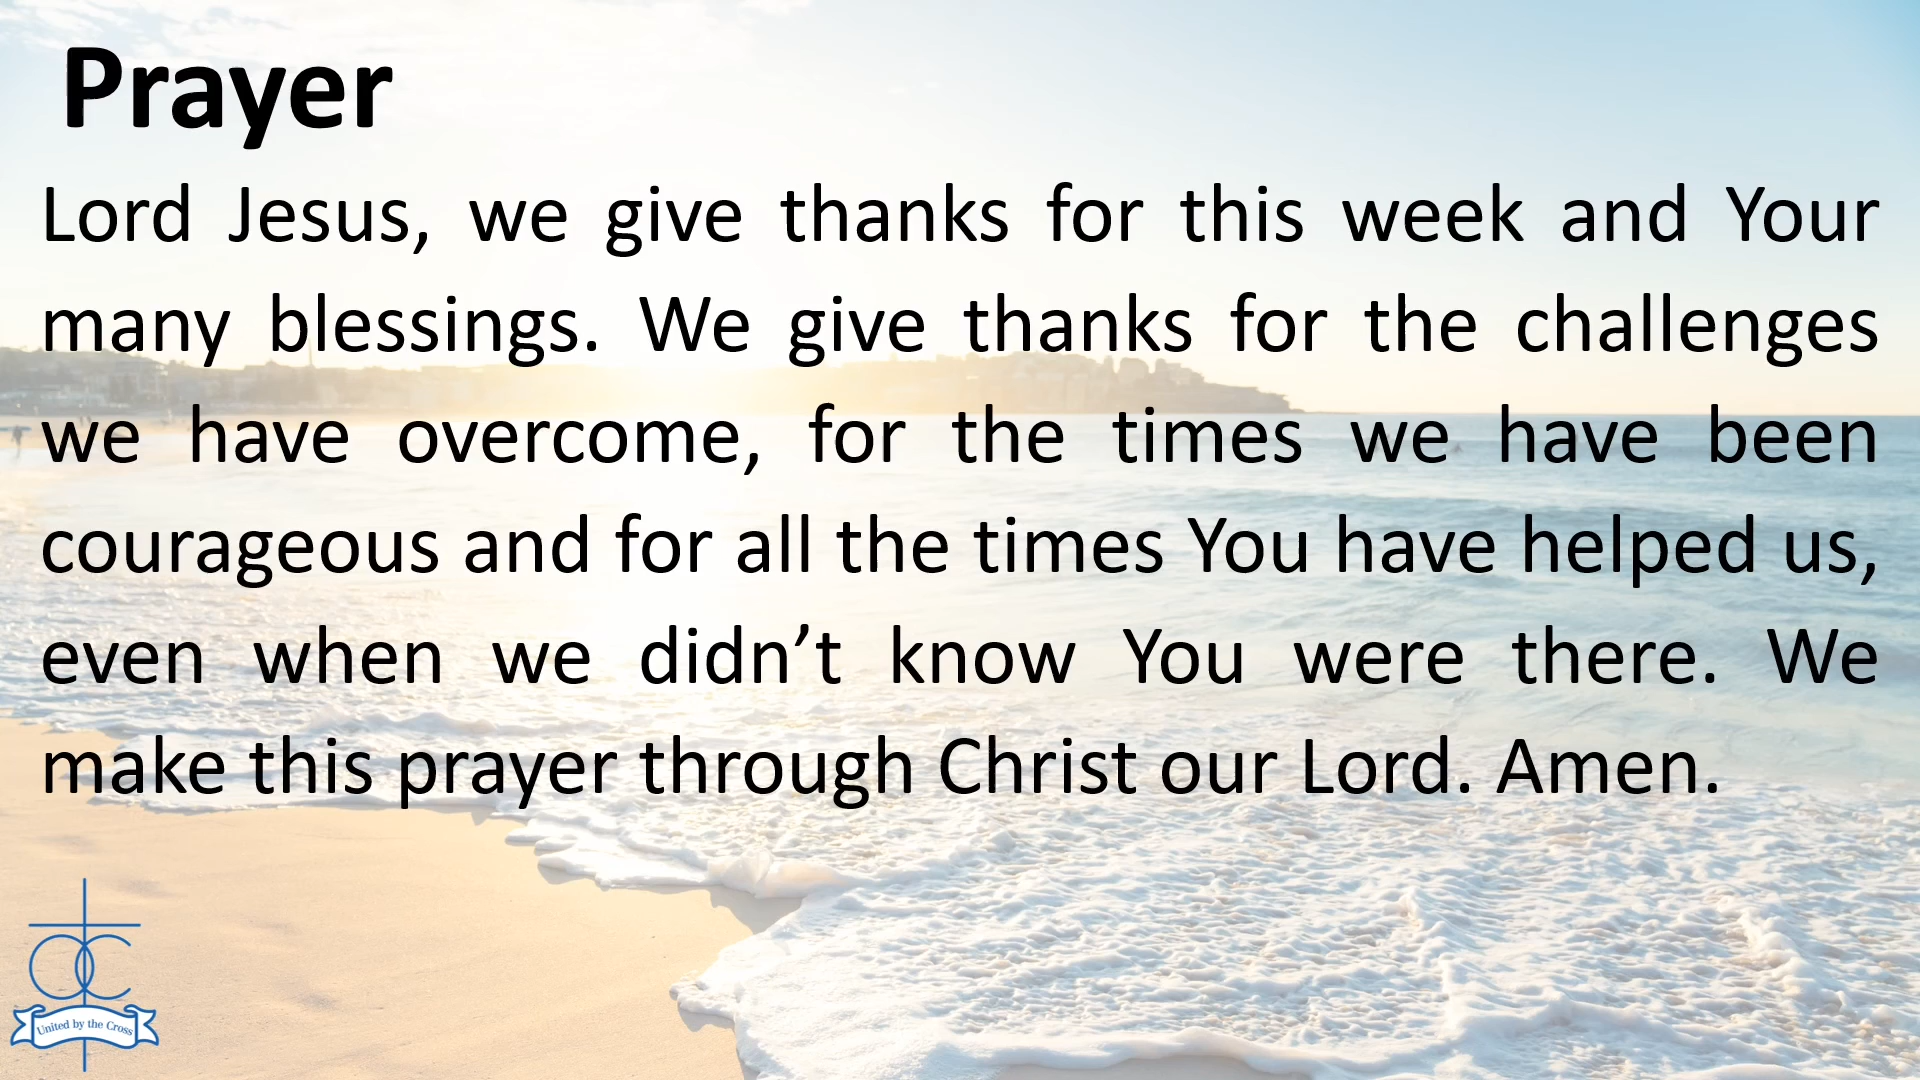 Prayer
Lord Jesus, we give thanks for this week and Your
many blessings. We give thanks for the challenges
we have overcome, for the times we have been
courageous and for all the times You have helped us,
even when we didn’t know You were there. We
make this prayer through Christ our Lord. Amen.
OC
United by the Cross